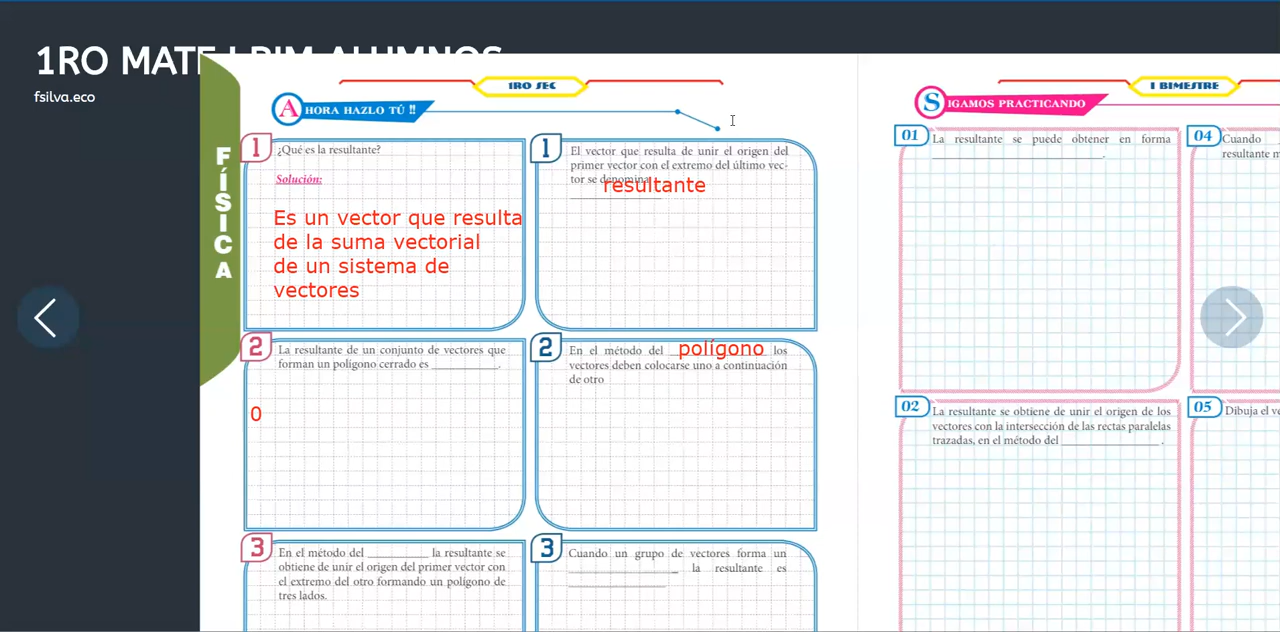 1RO MATE I BIM ALUMNOS
fsilva.eco
1RO SEC
AHORA HAZLO TÚ !!
FÍSICA
1
¿Qué es la resultante?
Solución:
Es un vector que resulta
de la suma vectorial
de un sistema de
vectores
2
La resultante de un conjunto de vectores que
forman un polígono cerrado es ___________.
0
3
En el método del __________ la resultante se
obtiene de unir el origen del primer vector con
el extremo del otro formando un polígono de
tres lados.
1
El vector que resulta de unir el origen del
primer vector con el extremo del último vec-
tor se denomina
resultante
2
En el método del polígono los
vectores deben colocarse uno a continuación
de otro
3
Cuando un grupo de vectores forma un
__________________ la resultante es
________________
I BIMESTRE
SIGAMOS PRACTICANDO
01
La resultante se puede obtener en forma
____________________________.
02
La resultante se obtiene de unir el origen de los
vectores con la intersección de las rectas paralelas
trazadas, en el método del ________________ .
04
Cuando
resultante
05
Dibuja el